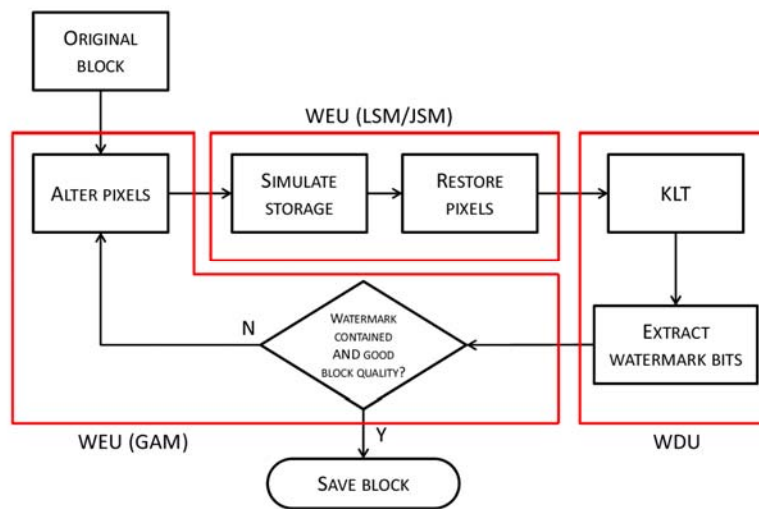 ORIGINAL
BLOCK
WEU (LSM/JSM)
ALTER PIXELS
SIMULATE
STORAGE
RESTORE
PIXELS
KLT
WATERMARK
CONTAINED
AND GOOD
BLOCK QUALITY?
N
EXTRACT
WATERMARK BITS
WEU (GAM)
Y
WDU
SAVE BLOCK